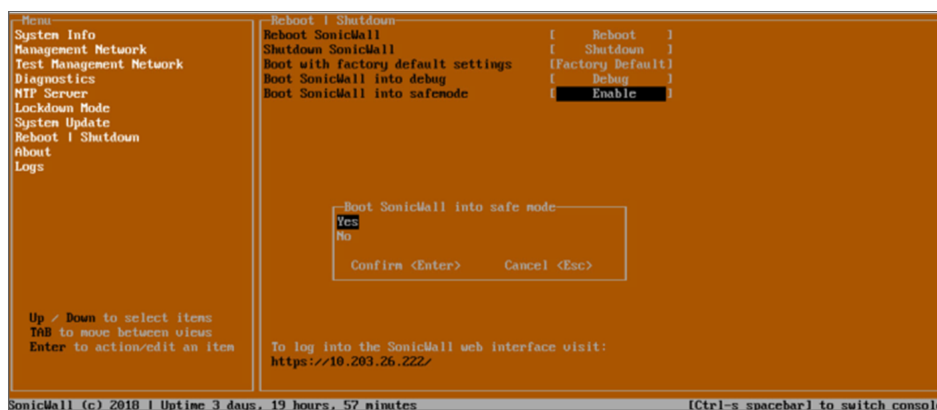 Menu
System Info
Management Network
Test Management Network
Diagnostics
NTP Server
Lockdown Mode
System Update
Reboot | Shutdown
About
Logs
Up / Down to select items
TAB to move between views
Enter to action/edit an item
Reboot | Shutdown
Reboot SonicWall [ Reboot ]
Shutdown SonicWall [ Shutdown ]
Boot with factory default settings [Factory Default]
Boot SonicWall into debug [ Debug ]
Boot SonicWall into safemode [ Enable ]
Boot SonicWall into safe mode
Yes
No
Confirm <Enter> Cancel <Esc>
To log into the SonicWall web interface visit:
https://10.203.26.222/
SonicWall (c) 2018 | Uptime 3 days, 19 hours, 57 minutes [Ctrl-s spacebar] to switch console